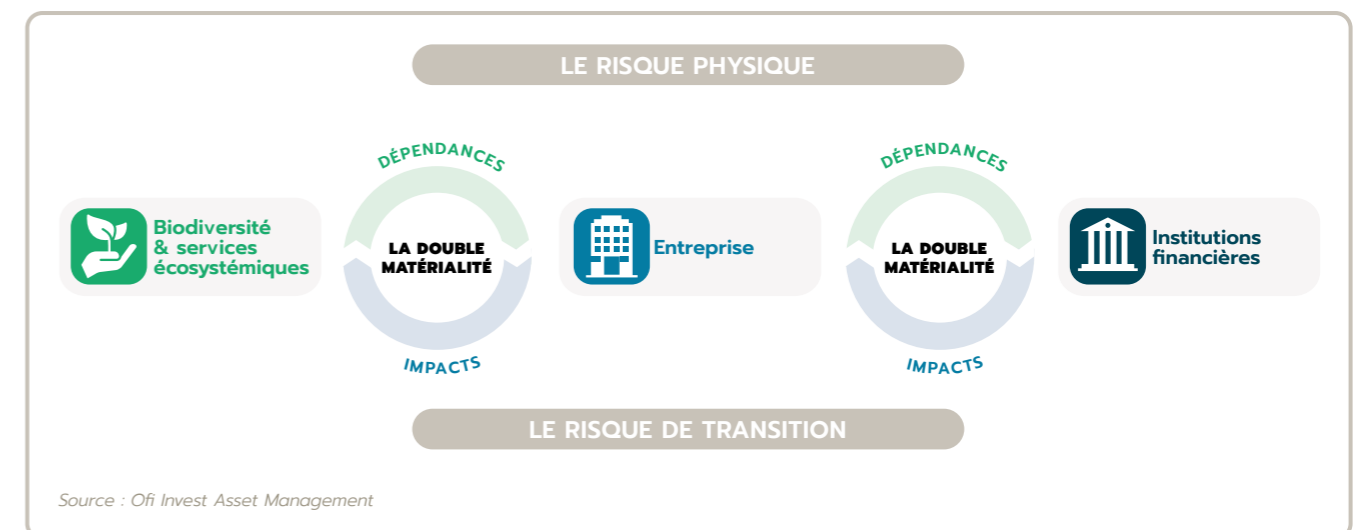 LE RISQUE PHYSIQUE
DÉPENDANCES
DÉPENDANCES
Biodiversité
& services
écosystémiques
LA DOUBLE
MATÉRIALITÉ
Entreprise
LA DOUBLE
MATÉRIALITÉ
Institutions
financières
IMPACTS
IMPACTS
LE RISQUE DE TRANSITION
Source : Ofi Invest Asset Management